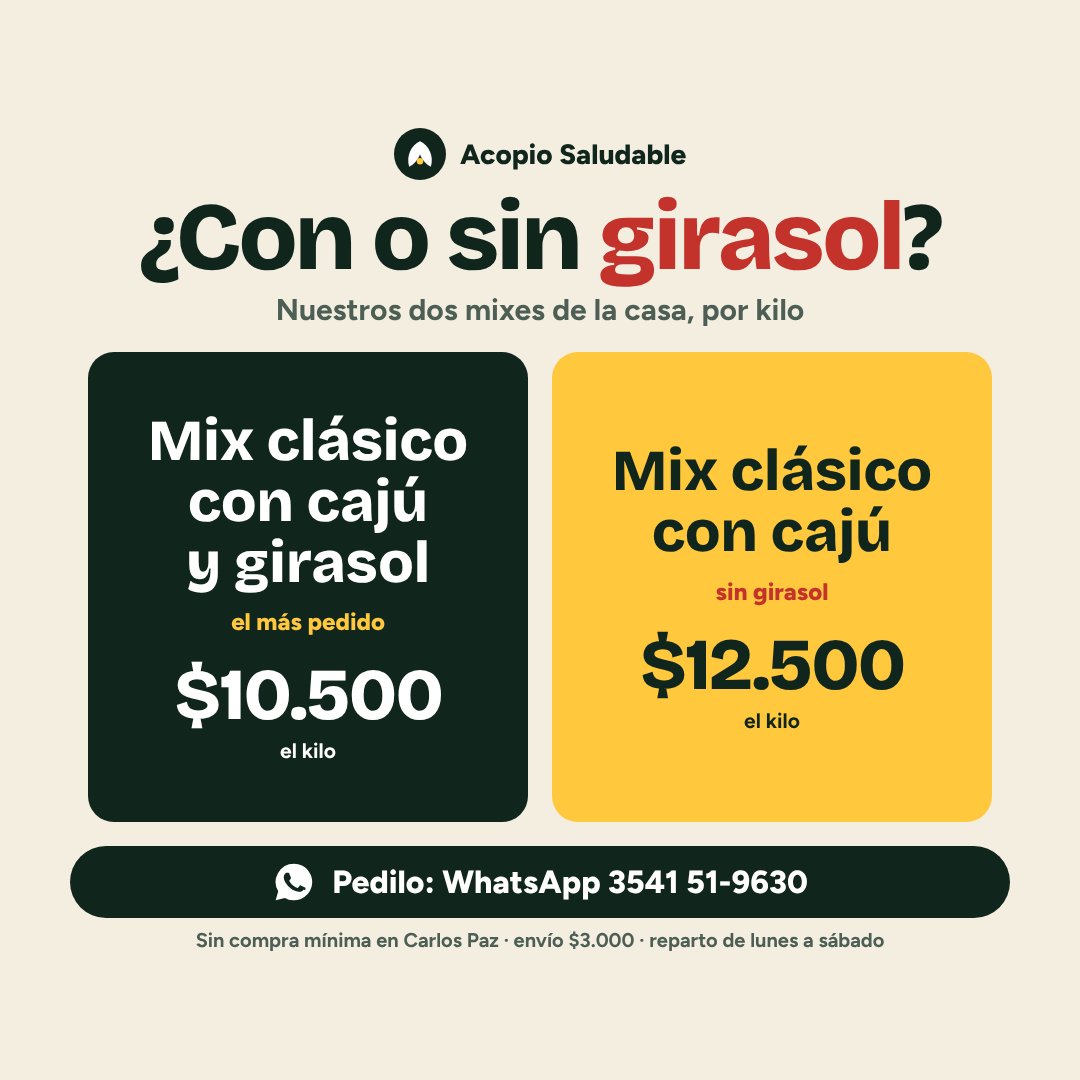 Acopio Saludable
¿Con o sin girasol?
Nuestros dos mixes de la casa, por kilo
Mix clásico
con cajú
y girasol
el más pedido
$10.500
el kilo
Mix clásico
con cajú
sin girasol
$12.500
el kilo
Pedilo: WhatsApp 3541 51-9630
Sin compra mínima en Carlos Paz · envío $3.000 · reparto de lunes a sábado